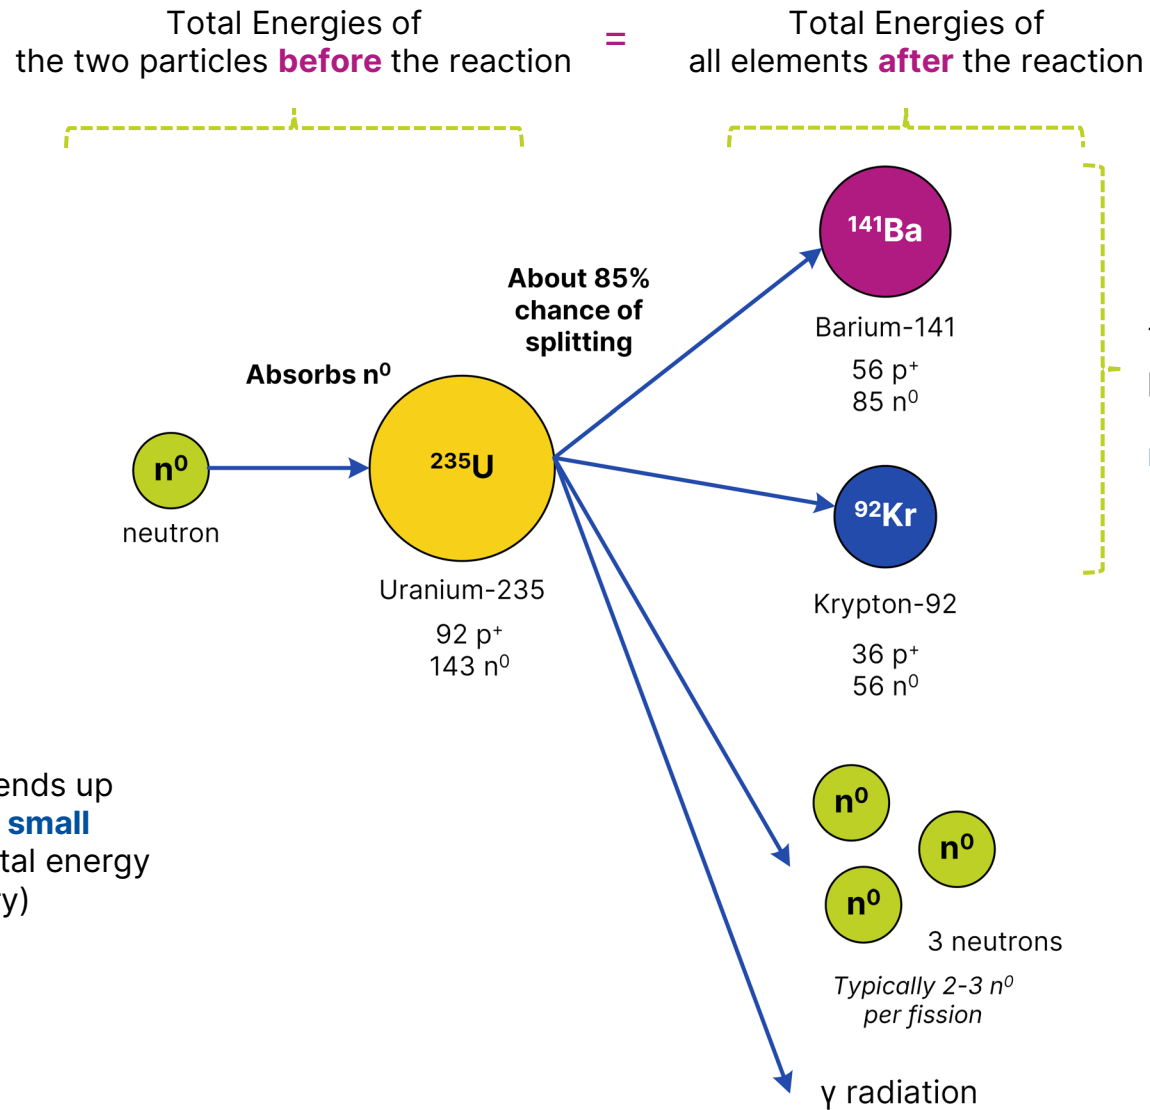 Total Energies of
the two particles before the reaction
=
Total Energies of
all elements after the reaction
¹⁴¹Ba
Barium-141
56 p⁺
85 n⁰
About 85%
chance of
splitting
Absorbs n⁰
n⁰
neutron
²³⁵U
Uranium-235
92 p⁺
143 n⁰
⁹²Kr
Krypton-92
36 p⁺
56 n⁰
ends up
small
energy
n⁰
n⁰
n⁰
3 neutrons
Typically 2-3 n⁰
per fission
γ radiation